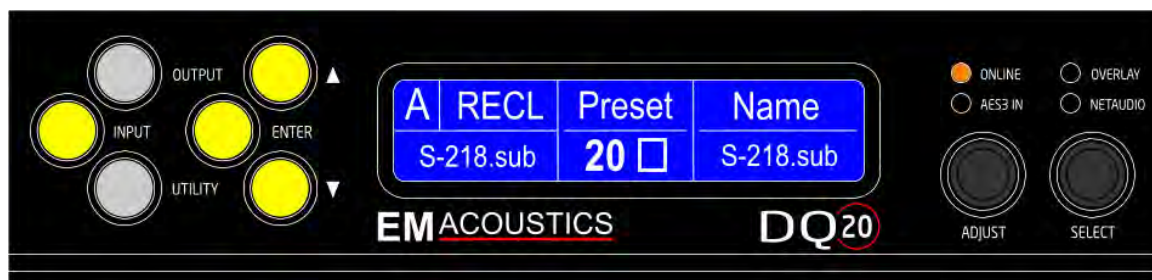 OUTPUT
▲
INPUT
ENTER
UTILITY
▼
A RECL Preset Name
S-218.sub 20 S-218.sub
EM ACOUSTICS
DQ20
ONLINE
OVERLAY
AES3 IN
NETAUDIO
ADJUST
SELECT